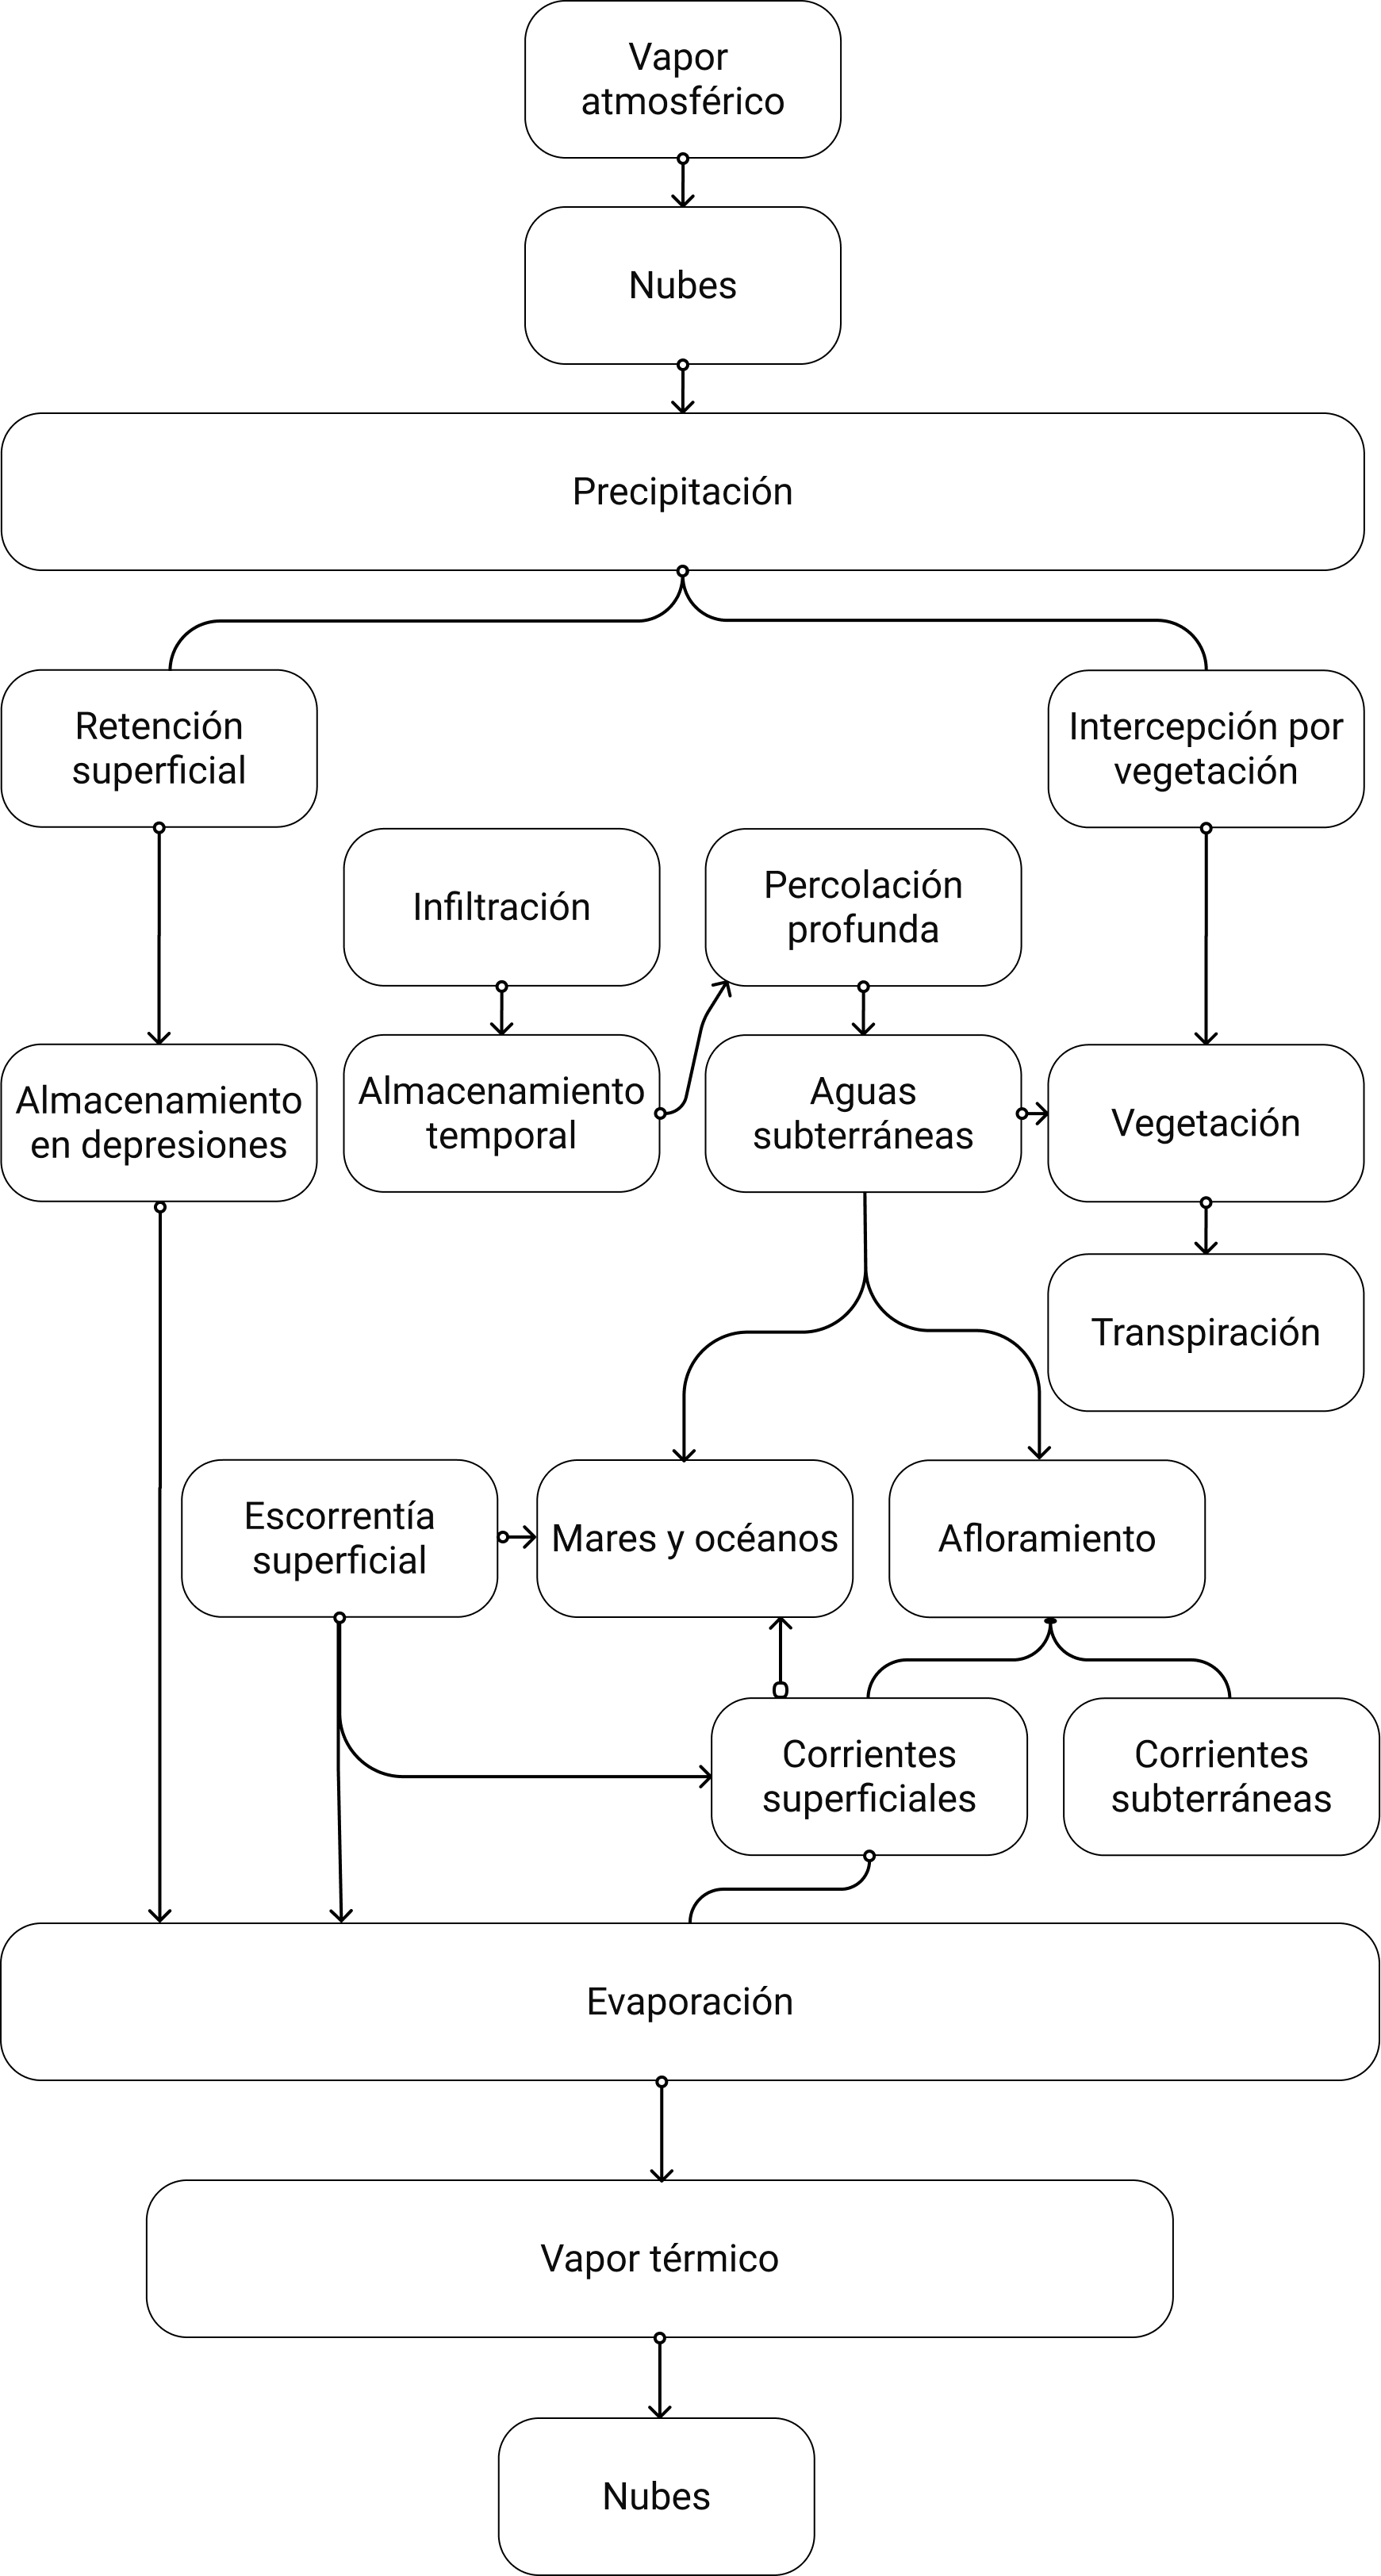 Vapor
atmosférico
Nubes
Precipitación
Retención
superficial
Intercepción por
vegetación
Infiltración
Percolación
profunda
Almacenamiento
en depresiones
Almacenamiento
temporal
Aguas
subterráneas
Vegetación
Transpiración
Escorrentía
superficial
Mares y océanos
Afloramiento
Corrientes
superficiales
Corrientes
subterráneas
Evaporación
Vapor térmico
Nubes